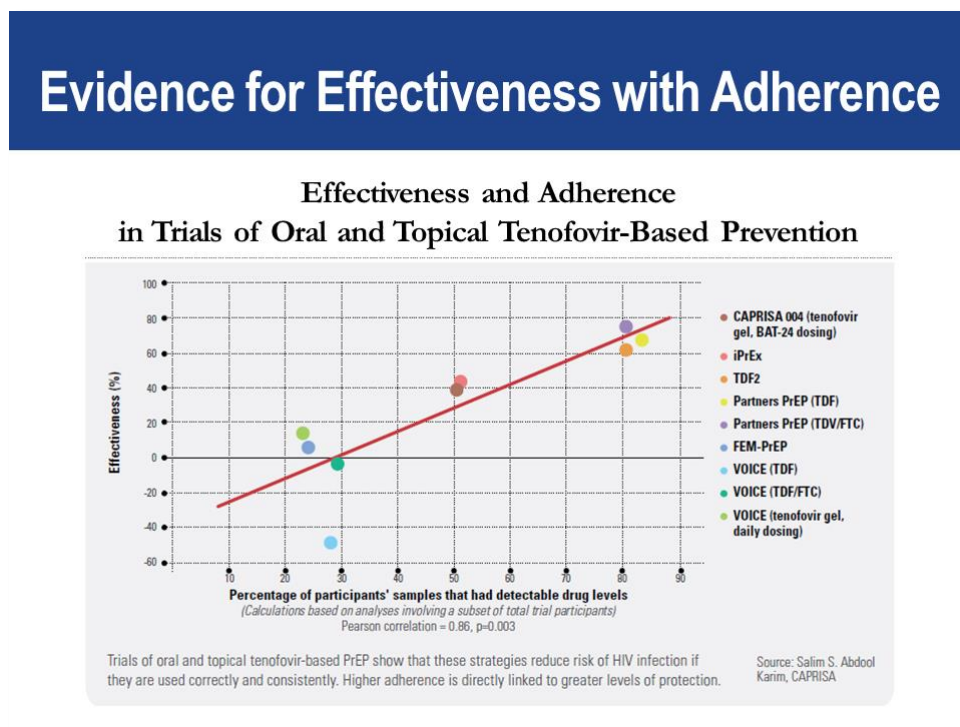 Evidence for Effectiveness with Adherence
Effectiveness and Adherence
in Trials of Oral and Topical Tenofovir-Based Prevention
Effectiveness (%)
100
80
60
40
20
0
-20
-40
-60
10 20 30 40 50 60 70 80 90
Percentage of participants' samples that had detectable drug levels
(Calculations based on analyses involving a subset of total trial participants)
Pearson correlation = 0.86, p=0.003
CAPRISA 004 (tenofovir
gel, BAT-24 dosing)
iPrEx
TDF2
Partners PrEP (TDF)
Partners PrEP (TDV/FTC)
FEM-PrEP
VOICE (TDF)
VOICE (TDF/FTC)
VOICE (tenofovir gel,
daily dosing)
Trials of oral and topical tenofovir-based PrEP show that these strategies reduce risk of HIV infection if
they are used correctly and consistently. Higher adherence is directly linked to greater levels of protection.
Source: Salim S. Abdool
Karim, CAPRISA